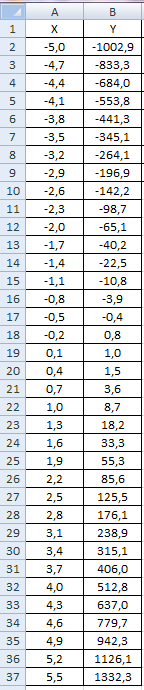 A B
1 X Y
2 -5,0 -1002,9
3 -4,7 -833,3
4 -4,4 -684,0
5 -4,1 -553,8
6 -3,8 -441,3
7 -3,5 -345,1
8 -3,2 -264,1
9 -2,9 -196,9
10 -2,6 -142,2
11 -2,3 -98,7
12 -2,0 -65,1
13 -1,7 -40,2
14 -1,4 -22,5
15 -1,1 -10,8
16 -0,8 -3,9
17 -0,5 -0,4
18 -0,2 0,8
19 0,1 1,0
20 0,4 1,5
21 0,7 3,6
22 1,0 8,7
23 1,3 18,2
24 1,6 33,3
25 1,9 55,3
26 2,2 85,6
27 2,5 125,5
28 2,8 176,1
29 3,1 238,9
30 3,4 315,1
31 3,7 406,0
32 4,0 512,8
33 4,3 637,0
34 4,6 779,7
35 4,9 942,3
36 5,2 1126,1
37 5,5 1332,3